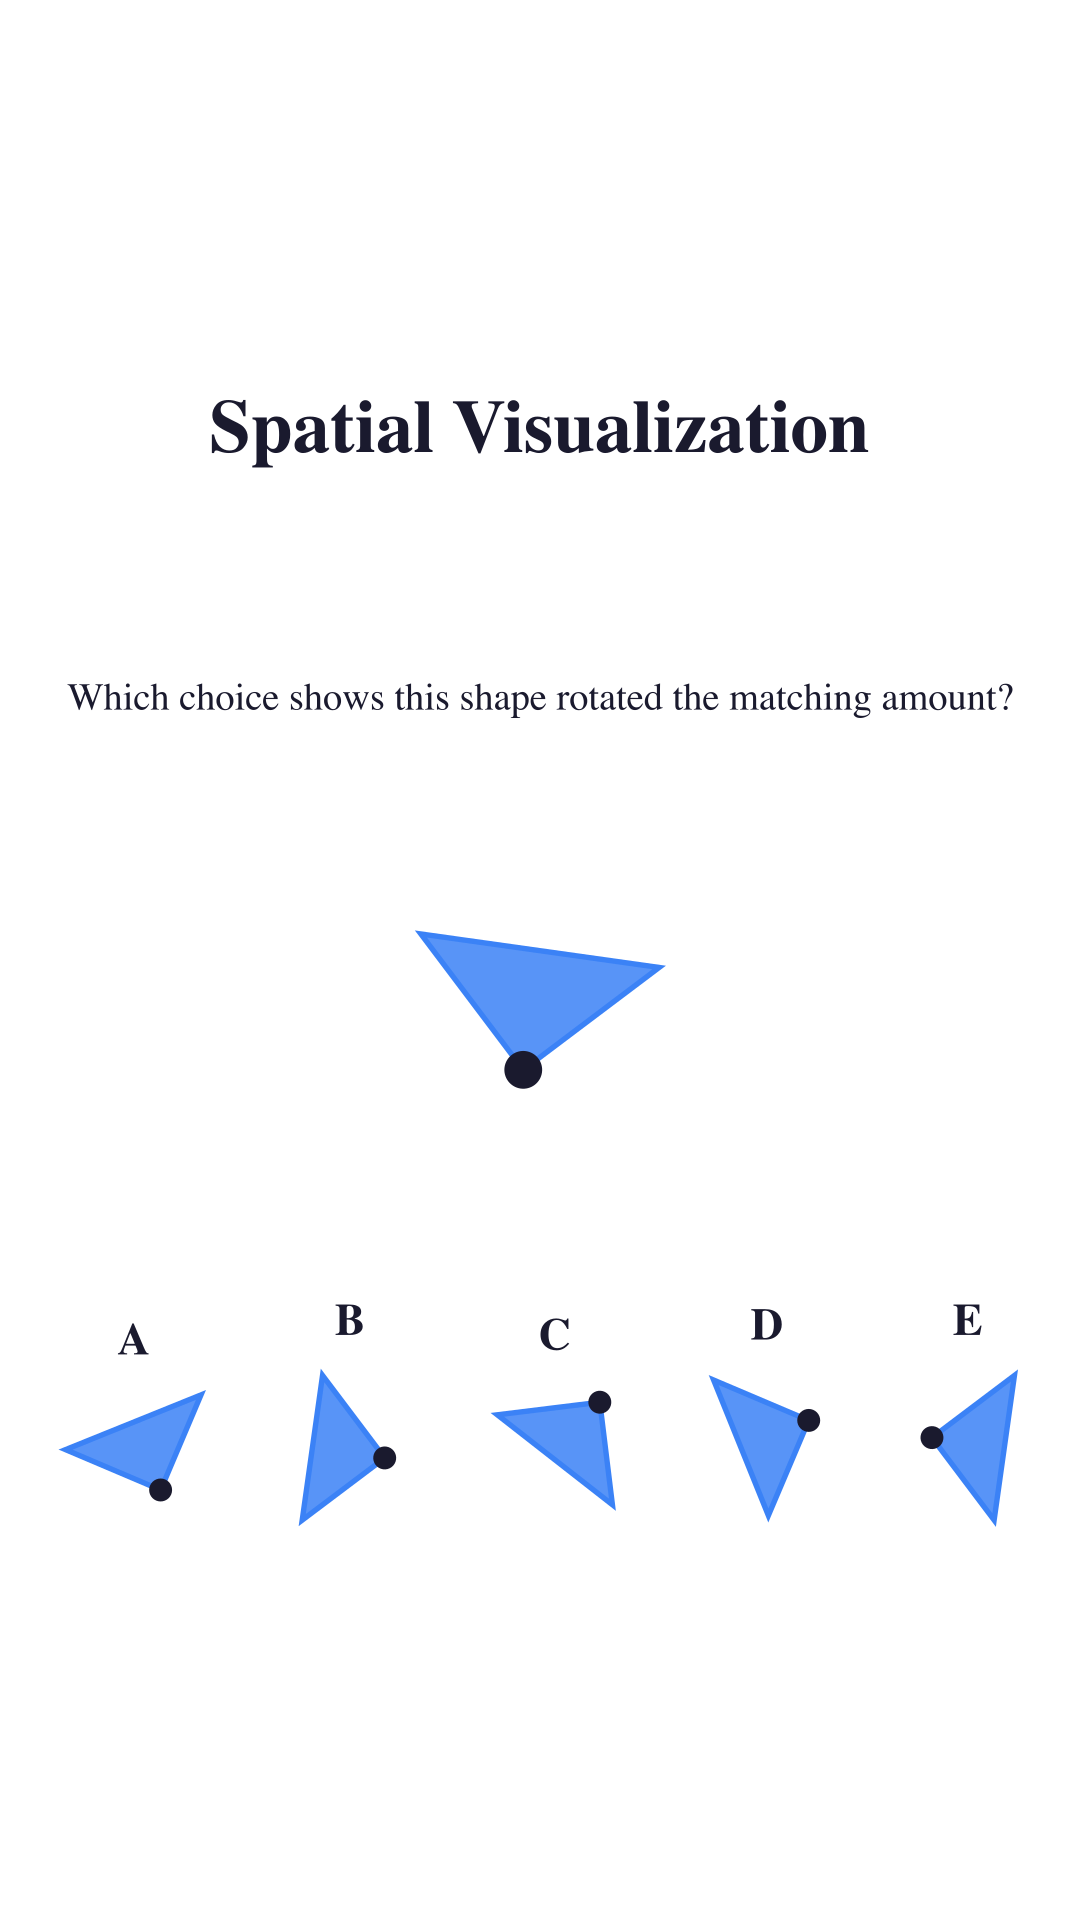 Spatial Visualization
Which choice shows this shape rotated the matching amount?
A B C D E